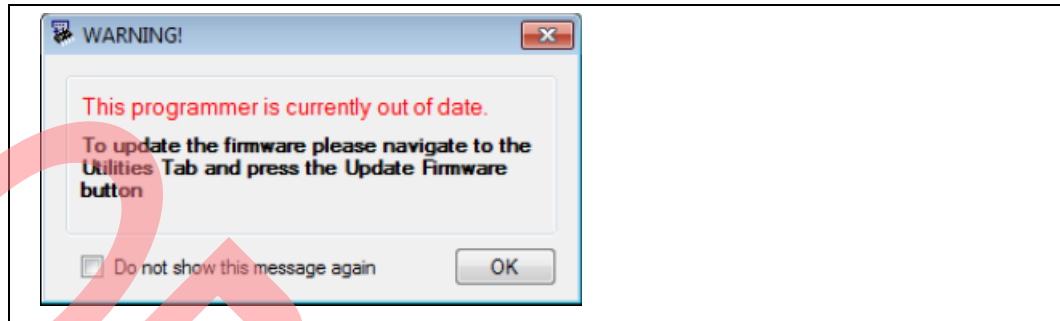 WARNING!
This programmer is currently out of date.
To update the firmware please navigate to the
Utilities Tab and press the Update Firmware
button
Do not show this message again
OK